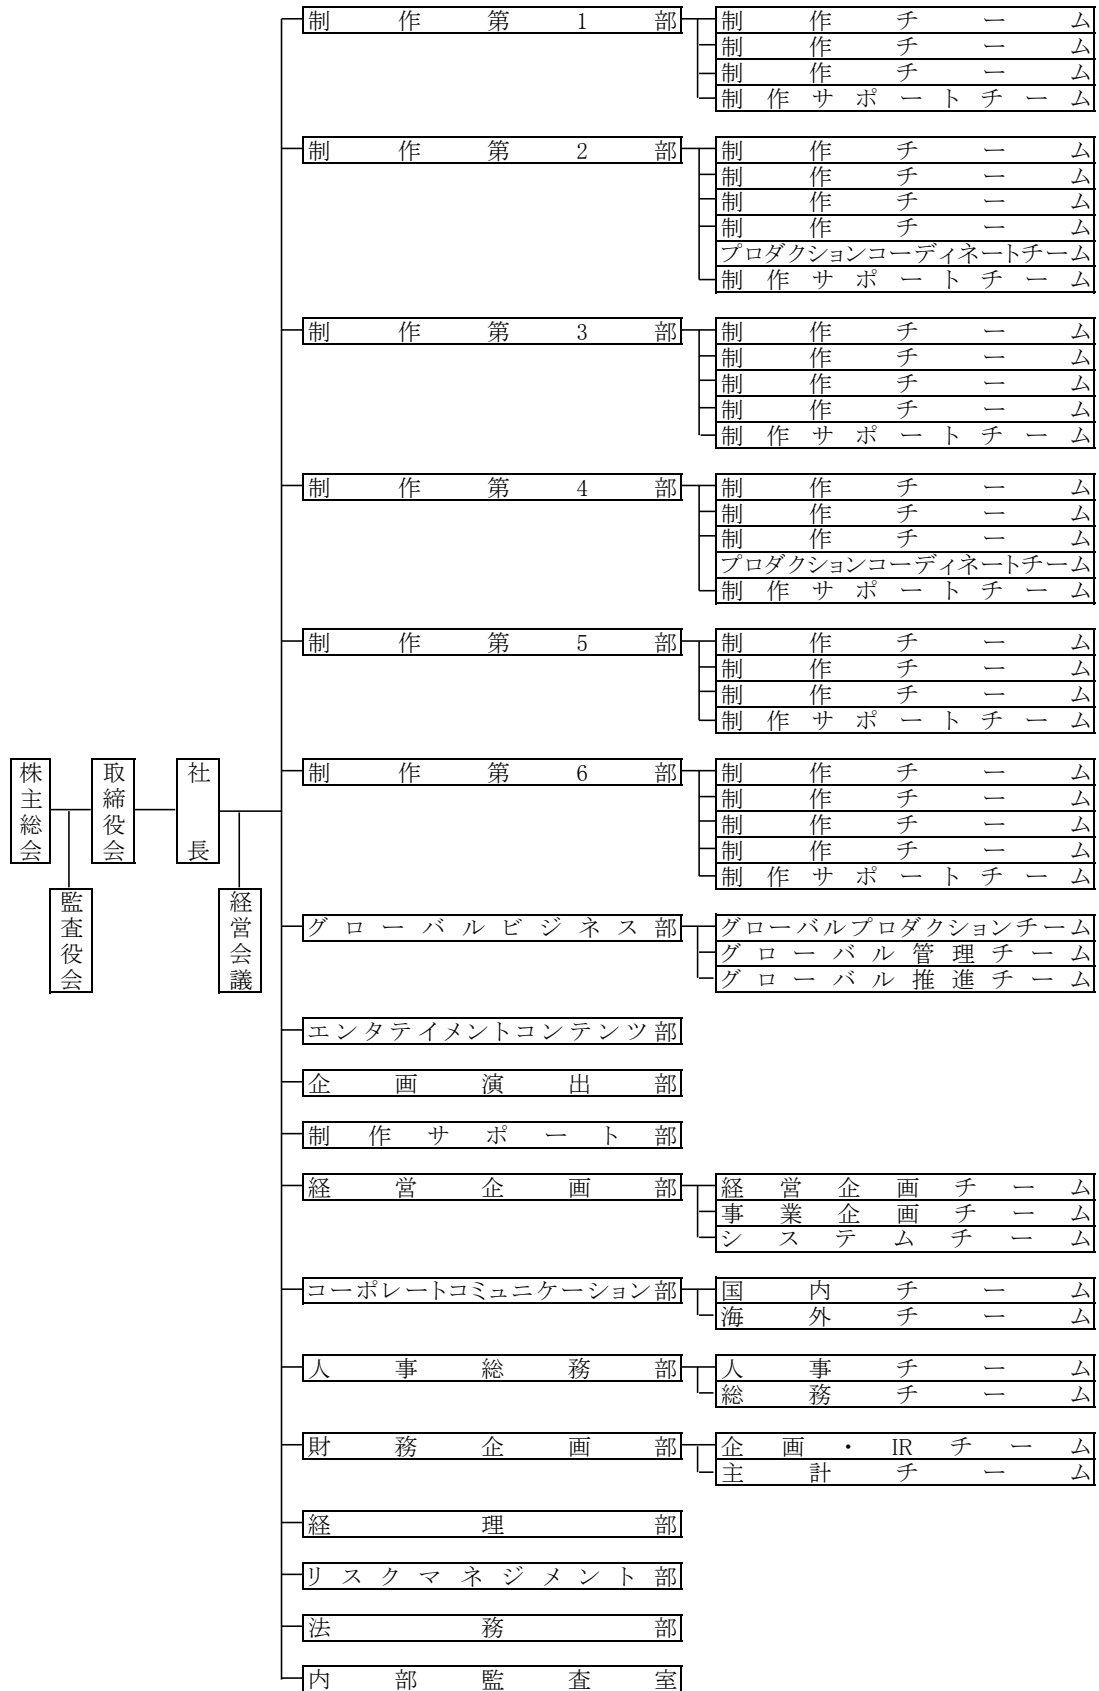 制作第1部
制作チーム
制作チーム
制作チーム
制作サポートチーム
制作第2部
制作チーム
制作チーム
制作チーム
制作チーム
プロダクションコーディネートチーム
制作サポートチーム
制作第3部
制作チーム
制作チーム
制作チーム
制作チーム
制作サポートチーム
制作第4部
制作チーム
制作チーム
制作チーム
プロダクションコーディネートチーム
制作サポートチーム
制作第5部
制作チーム
制作チーム
制作チーム
制作サポートチーム
株主総会
取締役会
社長
監査役会
経営会議
制作第6部
制作チーム
制作チーム
制作チーム
制作チーム
制作サポートチーム
グローバルビジネス部
グローバルプロダクションチーム
グローバル管理チーム
グローバル推進チーム
エンタテイメントコンテンツ部
企画演出部
制作サポート部
経営企画部
経営企画チーム
事業企画チーム
システムチーム
コーポレートコミュニケーション部
国内チーム
海外チーム
人事総務部
人事チーム
総務チーム
財務企画部
企画・IRチーム
主計チーム
経理部
リスクマネジメント部
法務部
内部監査室